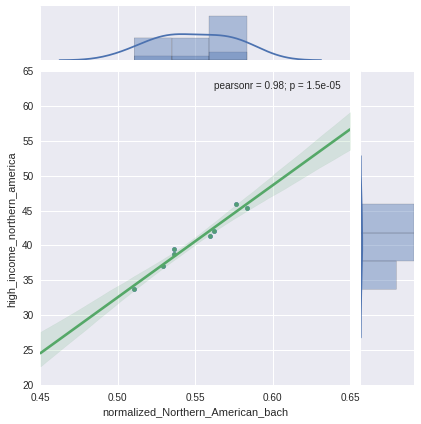 pearsonr = 0.98; p = 1.5e-05
65
60
55
50
45
40
35
30
25
20
high_income_northern_america
0.45 0.50 0.55 0.60 0.65
normalized_Northern_American_bach